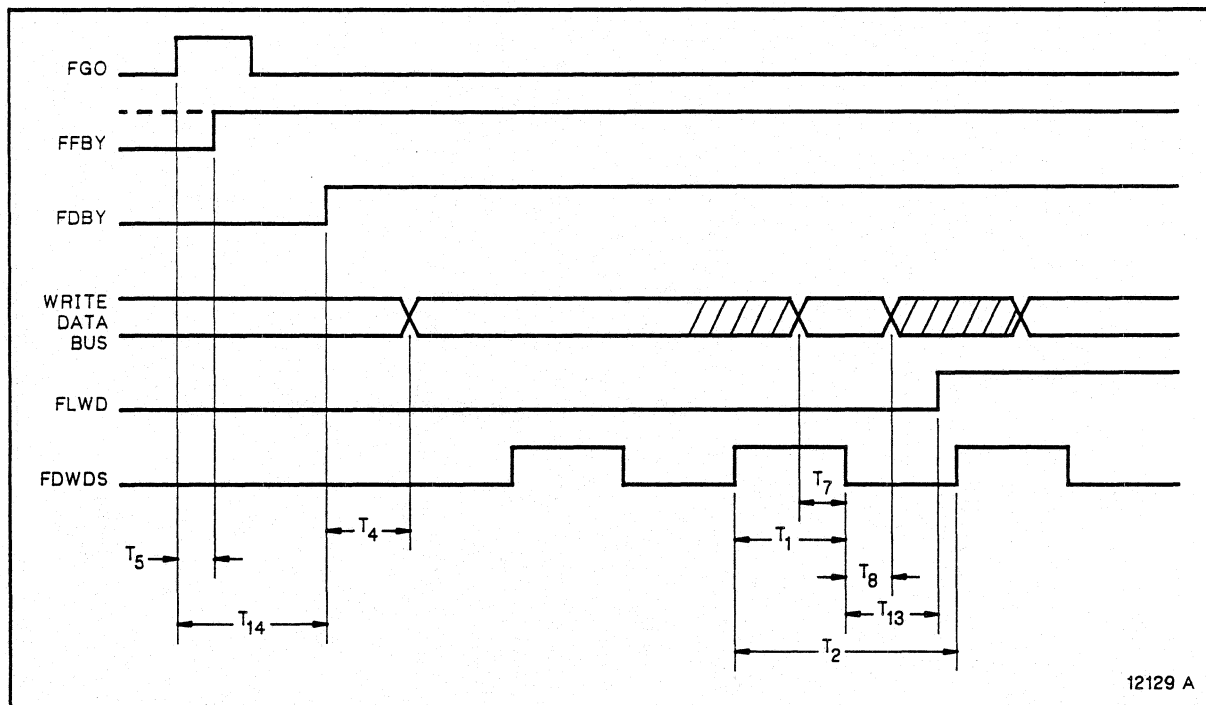 FGO
FFBY
FDBY
WRITE
DATA
BUS
FLWD
FDWDS
T7
T4
T1
T5
T8
T13
T14
T2
12129 A